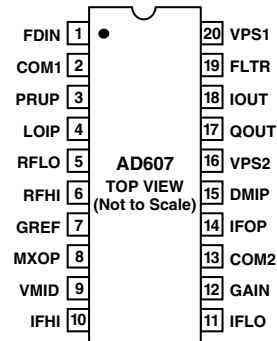 FDIN 1 20 VPS1
COM1 2 19 FLTR
PRUP 3 18 IOUT
LOIP 4 17 QOUT
RFLO 5 AD607 16 VPS2
RFHI 6 TOP VIEW 15 DMIP
(Not to Scale)
GREF 7 14 IFOP
MXOP 8 13 COM2
VMID 9 12 GAIN
IFHI 10 11 IFLO